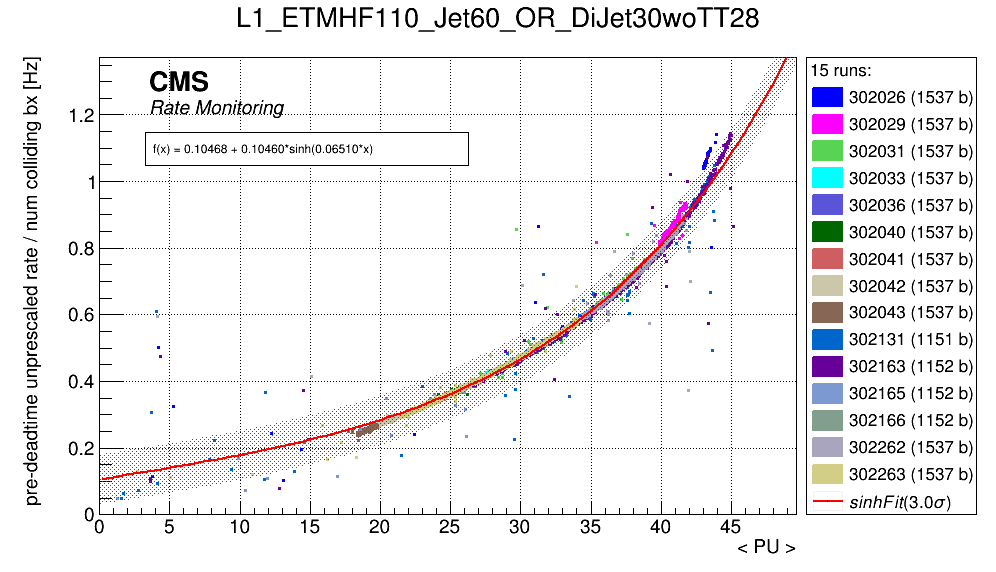 L1_ETMHF110_Jet60_OR_DiJet30woTT28
pre-deadtime unprescaled rate / num colliding bx [Hz]
CMS
Rate Monitoring
f(x) = 0.10468 + 0.10460*sinh(0.06510*x)
1.2
1
0.8
0.6
0.4
0.2
0
0 5 10 15 20 25 30 35 40 45
< PU >
15 runs:
302026 (1537 b)
302029 (1537 b)
302031 (1537 b)
302033 (1537 b)
302036 (1537 b)
302040 (1537 b)
302041 (1537 b)
302042 (1537 b)
302043 (1537 b)
302131 (1151 b)
302163 (1152 b)
302165 (1152 b)
302166 (1152 b)
302262 (1537 b)
302263 (1537 b)
sinhFit(3.0σ)